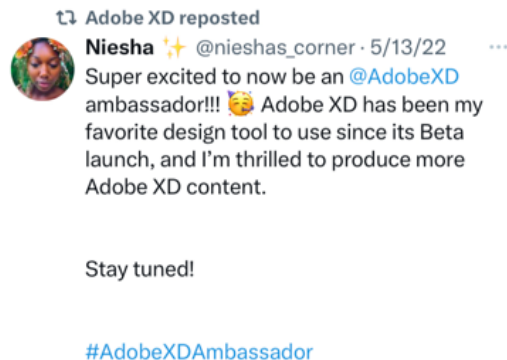 Adobe XD reposted
Niesha ✨ @nieshas_corner · 5/13/22 ···
Super excited to now be an @AdobeXD
ambassador!!! 🥳 Adobe XD has been my
favorite design tool to use since its Beta
launch, and I’m thrilled to produce more
Adobe XD content.
Stay tuned!
#AdobeXDAmbassador